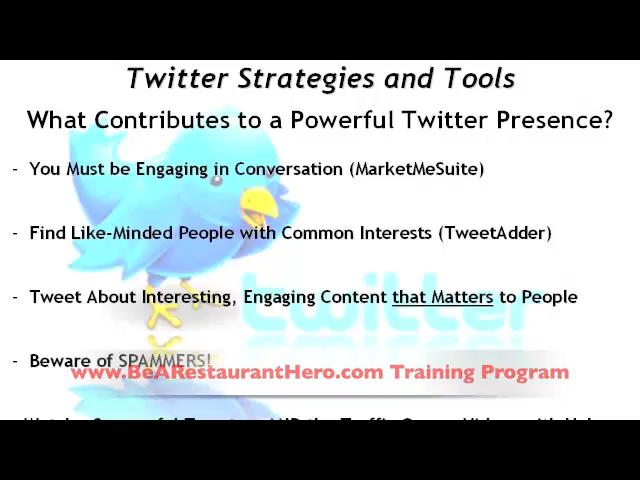 Twitter Strategies and Tools
What Contributes to a Powerful Twitter Presence?
- You Must be Engaging in Conversation (MarketMeSuite)
- Find Like-Minded People with Common Interests (TweetAdder)
- Tweet About Interesting, Engaging Content that Matters to People
twitter
- Beware of SPAMMERS!
www.BeARestaurantHero.com Training Program